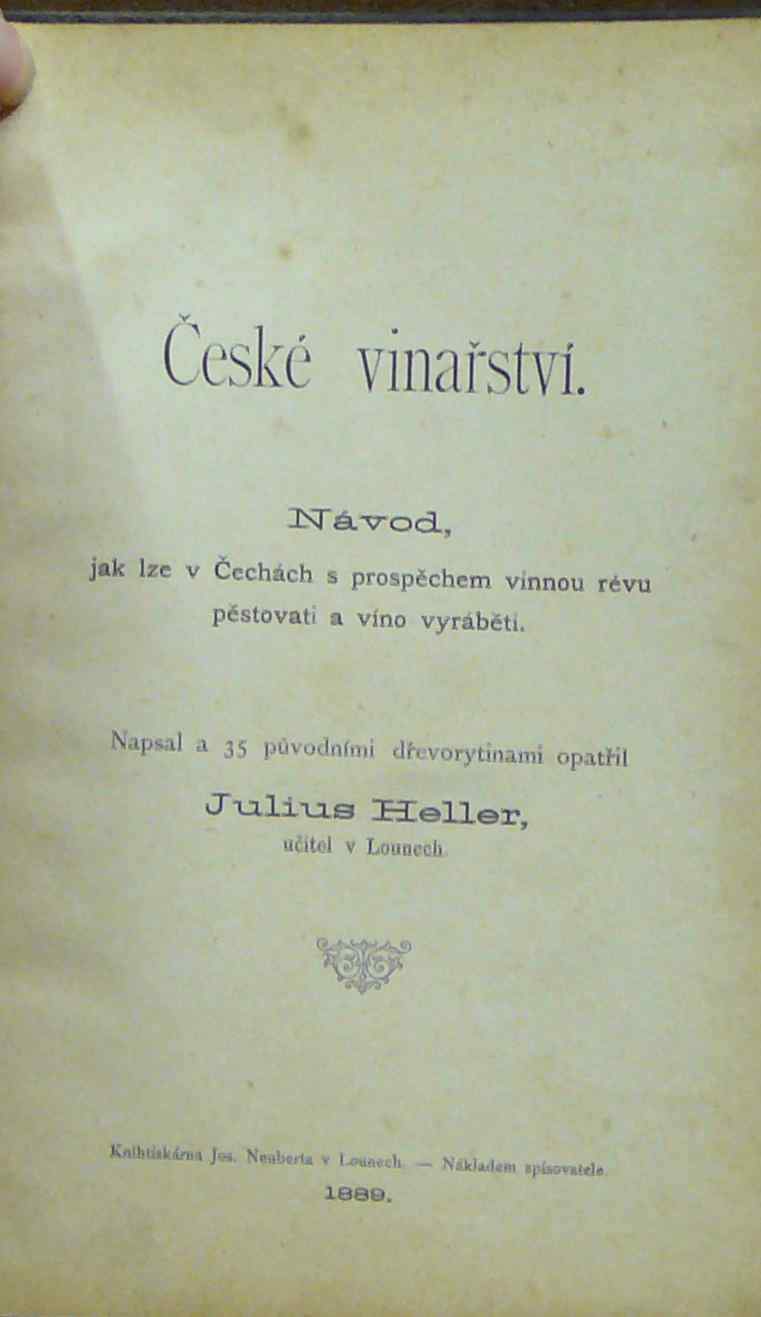 České vinařství.
Návod,
jak lze v Čechách s prospěchem vinnou révu
pěstovati a víno vyráběti.
Napsal a 35 původními dřevorytinami opatřil
Julius Heller,
učitel v Lounech.
Knihtiskárna Jos. Neuberta v Lounech. — Nákladem spisovatele.
1889.